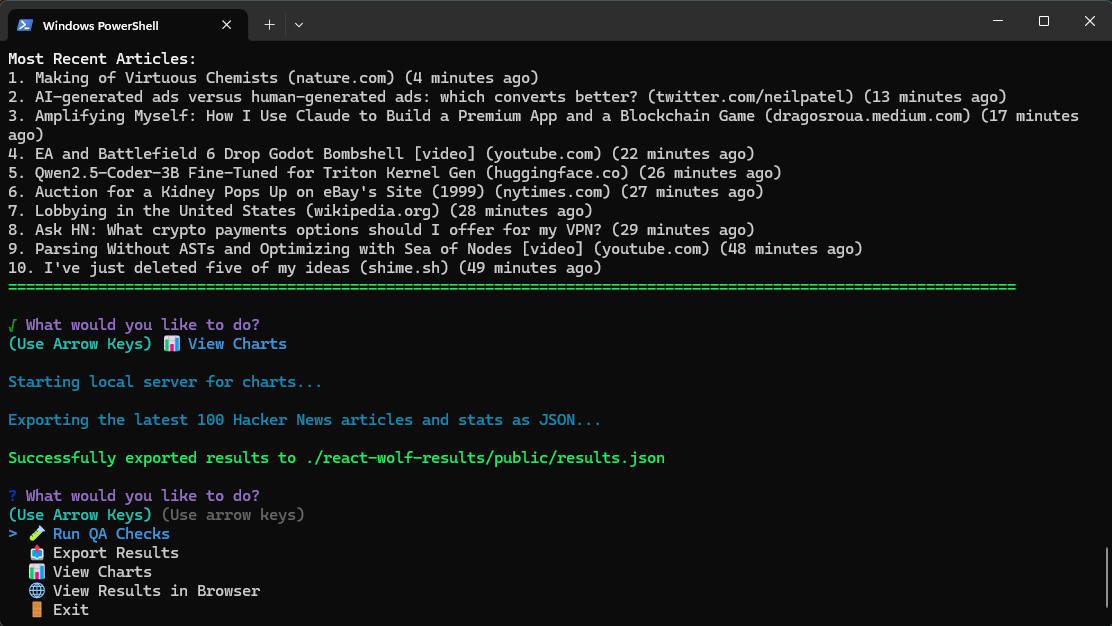 Windows PowerShell
Most Recent Articles:
1. Making of Virtuous Chemists (nature.com) (4 minutes ago)
2. AI-generated ads versus human-generated ads: which converts better? (twitter.com/neilpatel) (13 minutes ago)
3. Amplifying Myself: How I Use Claude to Build a Premium App and a Blockchain Game (dragosroua.medium.com) (17 minutes
ago)
4. EA and Battlefield 6 Drop Godot Bombshell [video] (youtube.com) (22 minutes ago)
5. Qwen2.5-Coder-3B Fine-Tuned for Triton Kernel Gen (huggingface.co) (26 minutes ago)
6. Auction for a Kidney Pops Up on eBay's Site (1999) (nytimes.com) (27 minutes ago)
7. Lobbying in the United States (wikipedia.org) (28 minutes ago)
8. Ask HN: What crypto payments options should I offer for my VPN? (29 minutes ago)
9. Parsing Without ASTs and Optimizing with Sea of Nodes [video] (youtube.com) (48 minutes ago)
10. I've just deleted five of my ideas (shime.sh) (49 minutes ago)
================================================================================================================
√ What would you like to do?
(Use Arrow Keys) 📊 View Charts
Starting local server for charts...
Exporting the latest 100 Hacker News articles and stats as JSON...
Successfully exported results to ./react-wolf-results/public/results.json
? What would you like to do?
(Use Arrow Keys) (Use arrow keys)
> 🧪 Run QA Checks
📤 Export Results
📊 View Charts
🌐 View Results in Browser
🚪 Exit